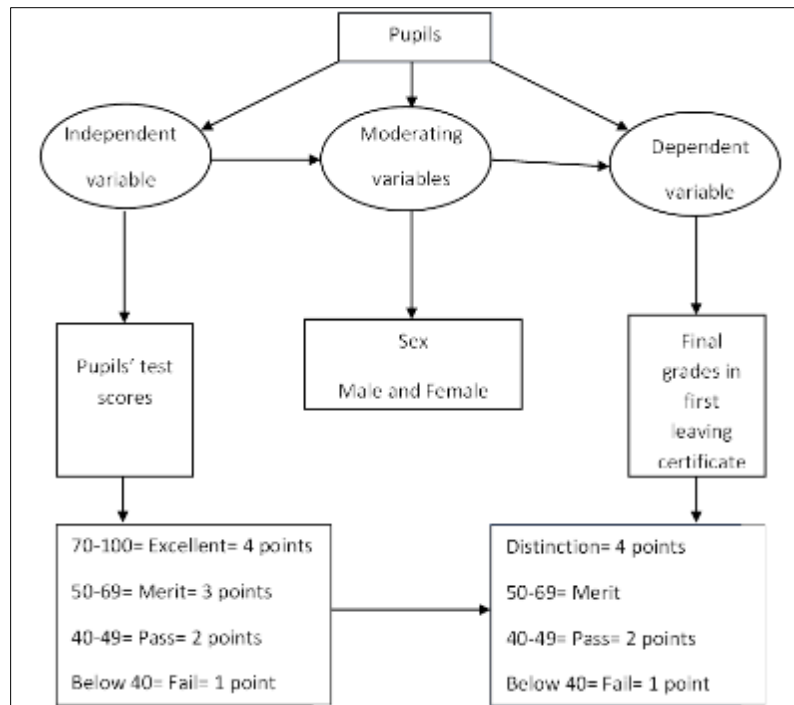 Pupils
Independent
variable
Moderating
variables
Dependent
variable
Pupils' test
scores
Sex
Male and Female
Final
grades in
first
leaving
certificate
70-100= Excellent= 4 points
50-69= Merit= 3 points
40-49= Pass= 2 points
Below 40= Fail= 1 point
Distinction= 4 points
50-69= Merit
40-49= Pass= 2 points
Below 40= Fail= 1 point